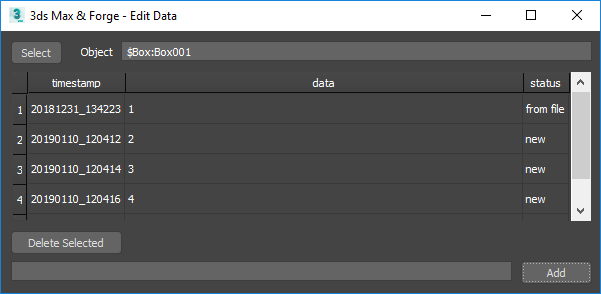 3ds Max & Forge - Edit Data
Select Object $Box:Box001
timestamp data status
1 20181231_134223 1 from file
2 20190110_120412 2 new
3 20190110_120414 3 new
4 20190110_120416 4 new
Delete Selected
Add